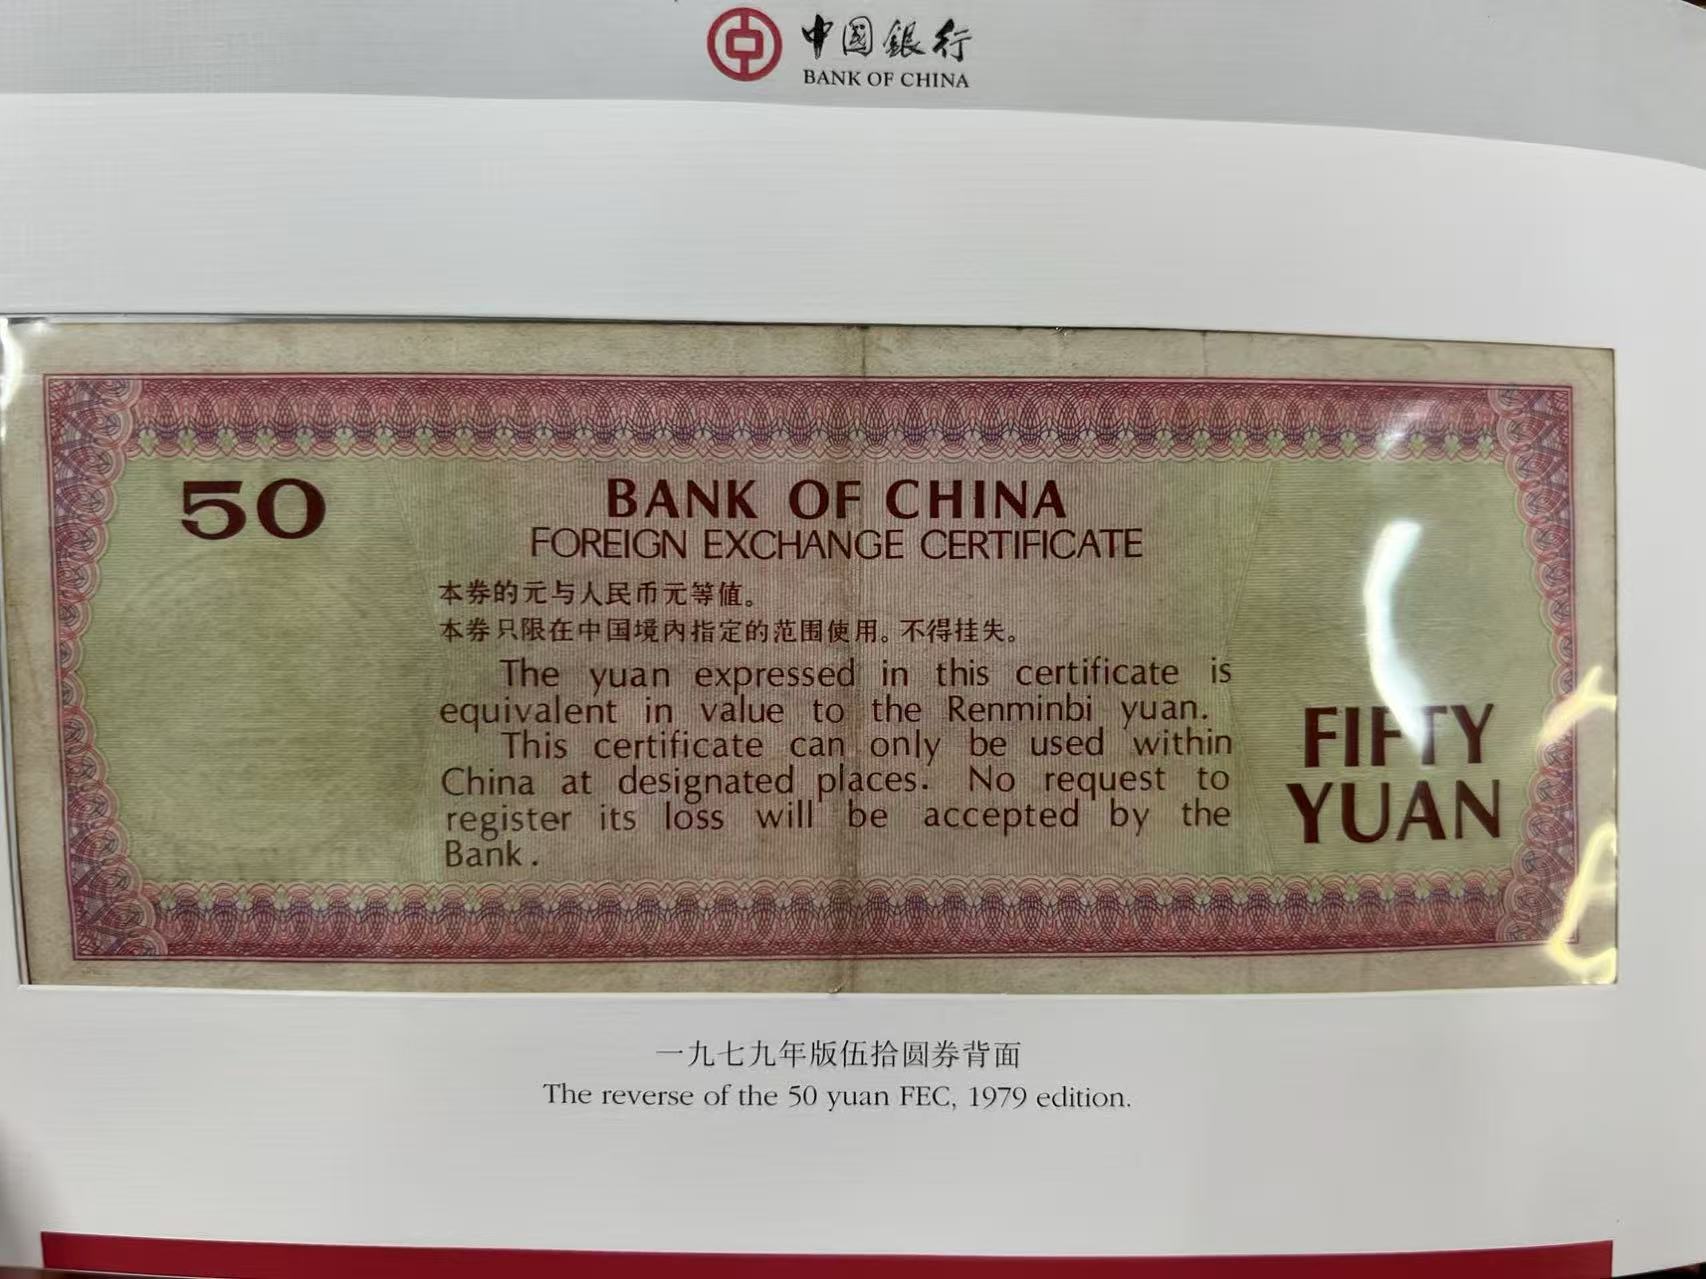 中國銀行
BANK OF CHINA
50
BANK OF CHINA
FOREIGN EXCHANGE CERTIFICATE
本券的元与人民币元等值。
本券只限在中国境内指定的范围使用。不得挂失。
The yuan expressed in this certificate is
equivalent in value to the Renminbi yuan.
This certificate can only be used within
China at designated places. No request to
register its loss will be accepted by the
Bank.
FIFTY
YUAN
一九七九年版伍拾圆券背面
The reverse of the 50 yuan FEC, 1979 edition.